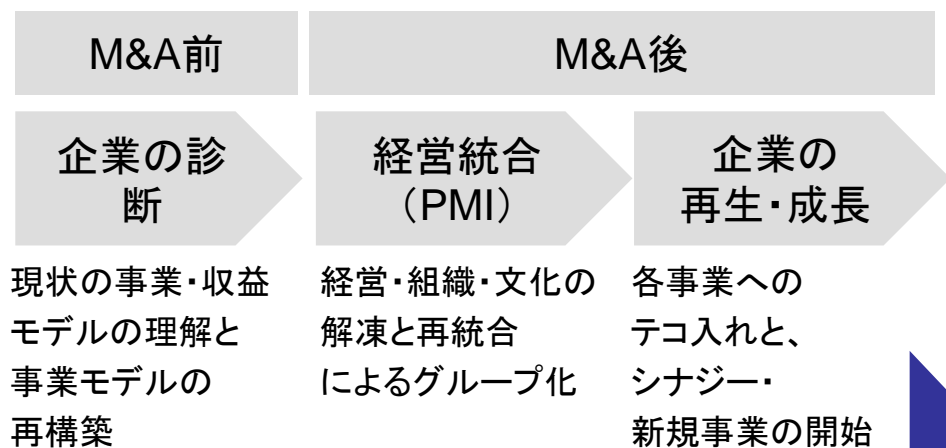 M&A前
M&A後
企業の診
断
経営統合
（PMI）
企業の
再生・成長
現状の事業・収益
モデルの理解と
事業モデルの
再構築
経営・組織・文化の
解凍と再統合
によるグループ化
各事業への
テコ入れと、
シナジー・
新規事業の開始